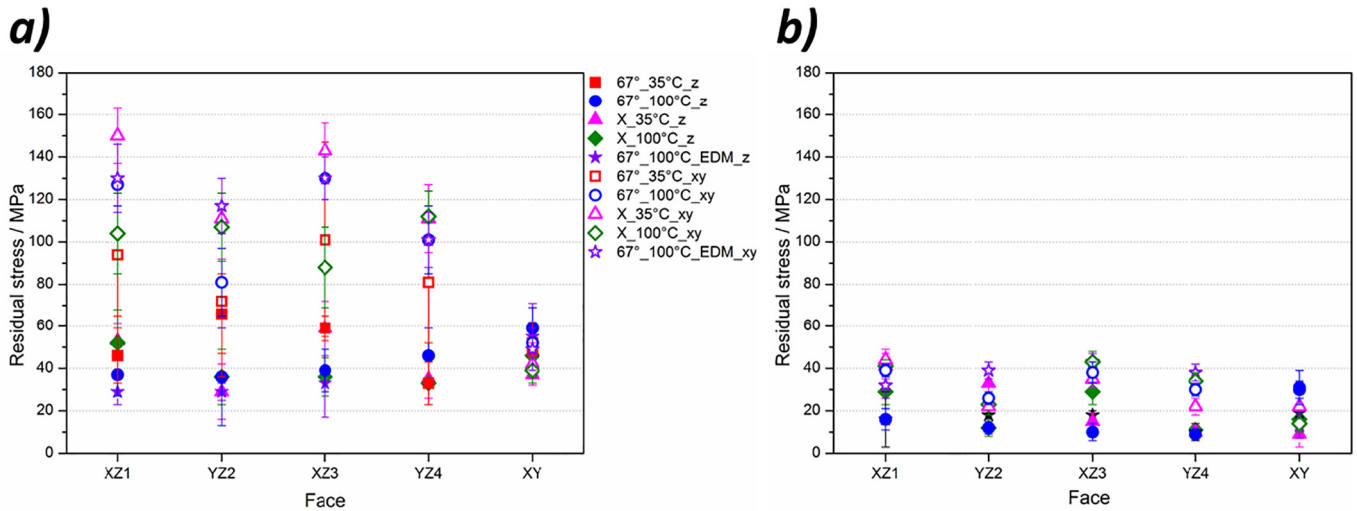 a)
b)
180
160
140
120
100
80
60
40
20
0
Residual stress / MPa
XZ1
YZ2
XZ3
YZ4
XY
Face
67°_35°C_z
67°_100°C_z
X_35°C_z
X_100°C_z
67°_100°C_EDM_z
67°_35°C_xy
67°_100°C_xy
X_35°C_xy
X_100°C_xy
67°_100°C_EDM_xy
180
160
140
120
100
80
60
40
20
0
Residual stress / MPa
XZ1
YZ2
XZ3
YZ4
XY
Face